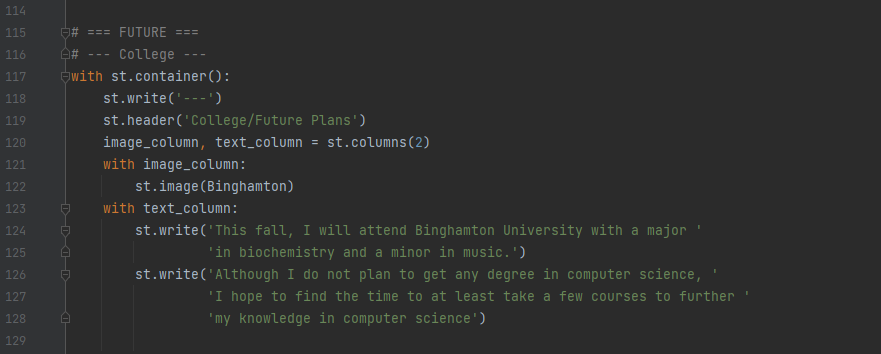 114
115 # === FUTURE ===
116 # --- College ---
117 with st.container():
118     st.write('---')
119     st.header('College/Future Plans')
120     image_column, text_column = st.columns(2)
121     with image_column:
122         st.image(Binghamton)
123     with text_column:
124         st.write('This fall, I will attend Binghamton University with a major '
125                  'in biochemistry and a minor in music.')
126         st.write('Although I do not plan to get any degree in computer science, '
127                  'I hope to find the time to at least take a few courses to further '
128                  'my knowledge in computer science')
129